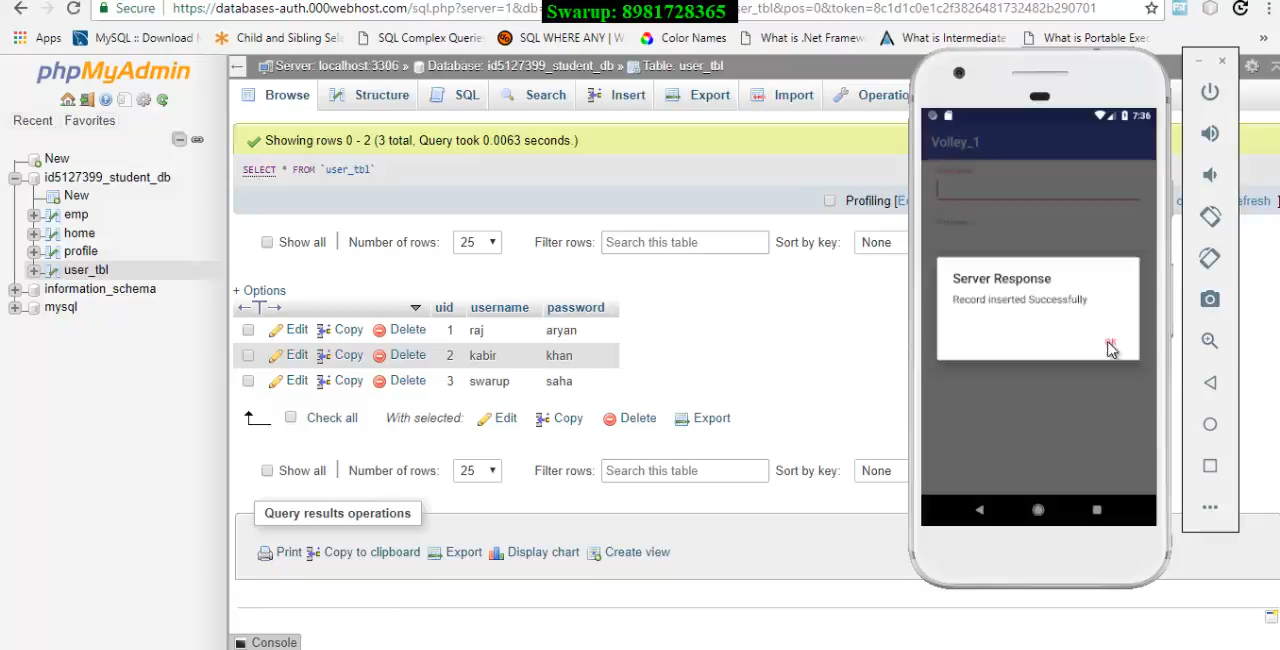 Secure https://databases-auth.000webhost.com/sql.php?server=1&db=
er_tbl&pos=0&token=8c1d1c0e1c2f3826481732482b290701
Swarup: 8981728365
Apps MySQL :: Download Child and Sibling Sele SQL Complex Querie SQL WHERE ANY | W Color Names What is .Net Framew What is Intermediate What is Portable Exec »
phpMyAdmin
Recent Favorites
New
id5127399_student_db
New
emp
home
profile
user_tbl
information_schema
mysql
Server: localhost:3306 » Database: id5127399_student_db » Table: user_tbl
Browse Structure SQL Search Insert Export Import Operatio
Showing rows 0 - 2 (3 total, Query took 0.0063 seconds.)
SELECT * FROM `user_tbl`
Profiling [E efresh ]
Show all Number of rows: 25 Filter rows: Search this table Sort by key: None
+ Options
uid username password
Edit Copy Delete 1 raj aryan
Edit Copy Delete 2 kabir khan
Edit Copy Delete 3 swarup saha
Check all With selected: Edit Copy Delete Export
Show all Number of rows: 25 Filter rows: Search this table Sort by key: None
Query results operations
Print Copy to clipboard Export Display chart Create view
Console
7:36
Volley_1
Server Response
Record inserted Successfully